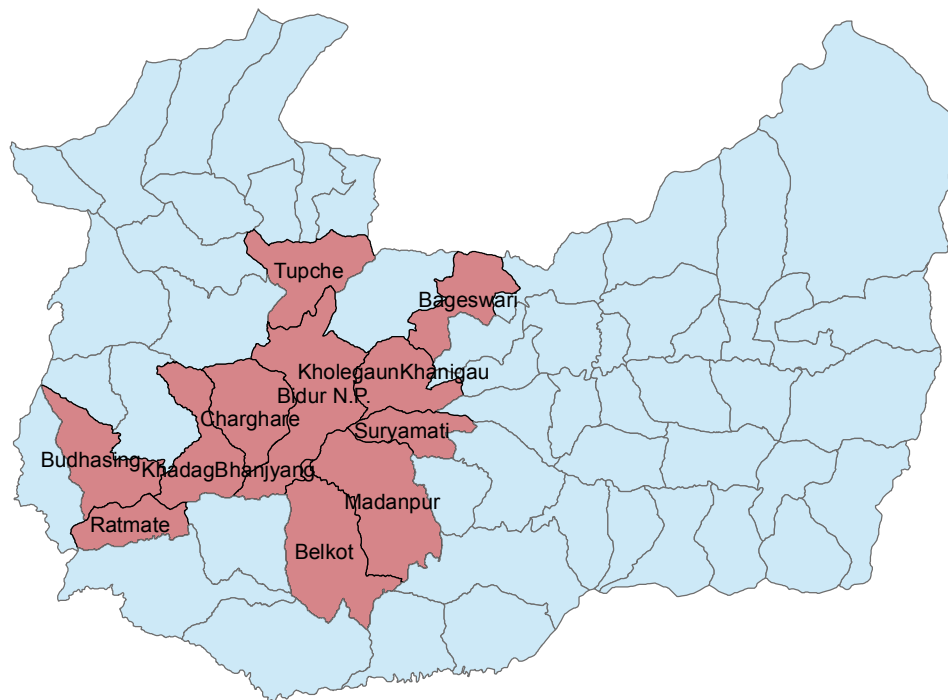 Tupche
Bageswari
KholegaunKhanigau
Bidur N.P.
Charghare
Suryamati
Budhasing
KhadagBhanjyang
Madanpur
Ratmate
Belkot